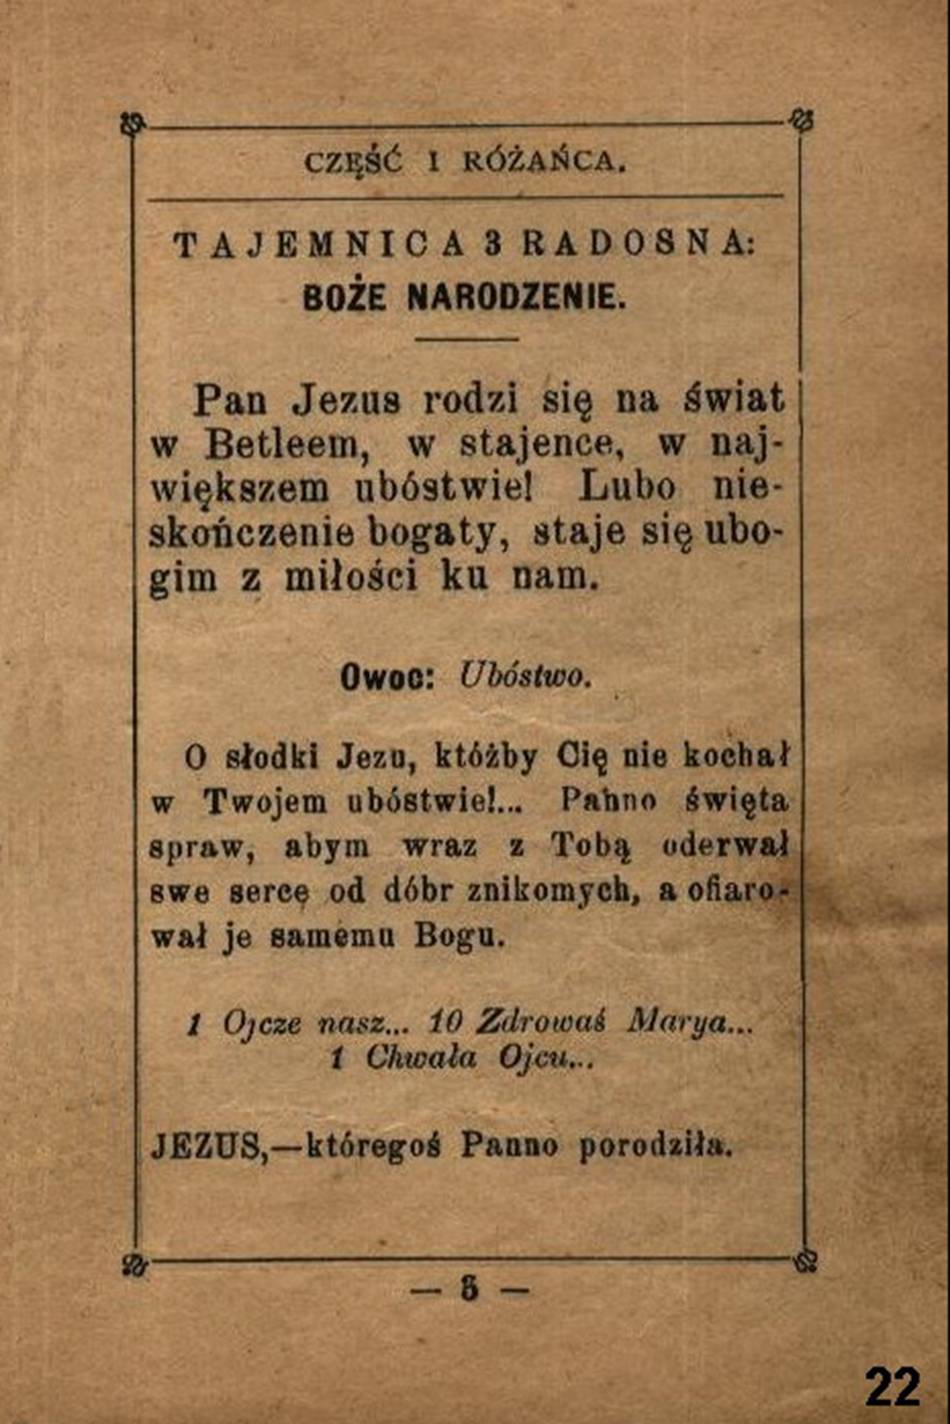 CZĘŚĆ I RÓŻAŃCA.
TAJEMNICA 3 RADOSNA:
BOŻE NARODZENIE.
Pan Jezus rodzi się na świat
w Betleem, w stajence, w naj-
większem ubóstwie! Lubo nie-
skończenie bogaty, staje się ubo-
gim z miłości ku nam.
Owoc: Ubóstwo.
O słodki Jezu, któżby Cię nie kochał
w Twojem ubóstwie!... Panno święta
spraw, abym wraz z Tobą oderwał
swe sercę od dóbr znikomych, a ofiaro-
wał je samemu Bogu.
1 Ojcze nasz... 10 Zdrowaś Marya...
1 Chwała Ojcu...
JEZUS,—któregoś Panno porodziła.
— 5 —
22